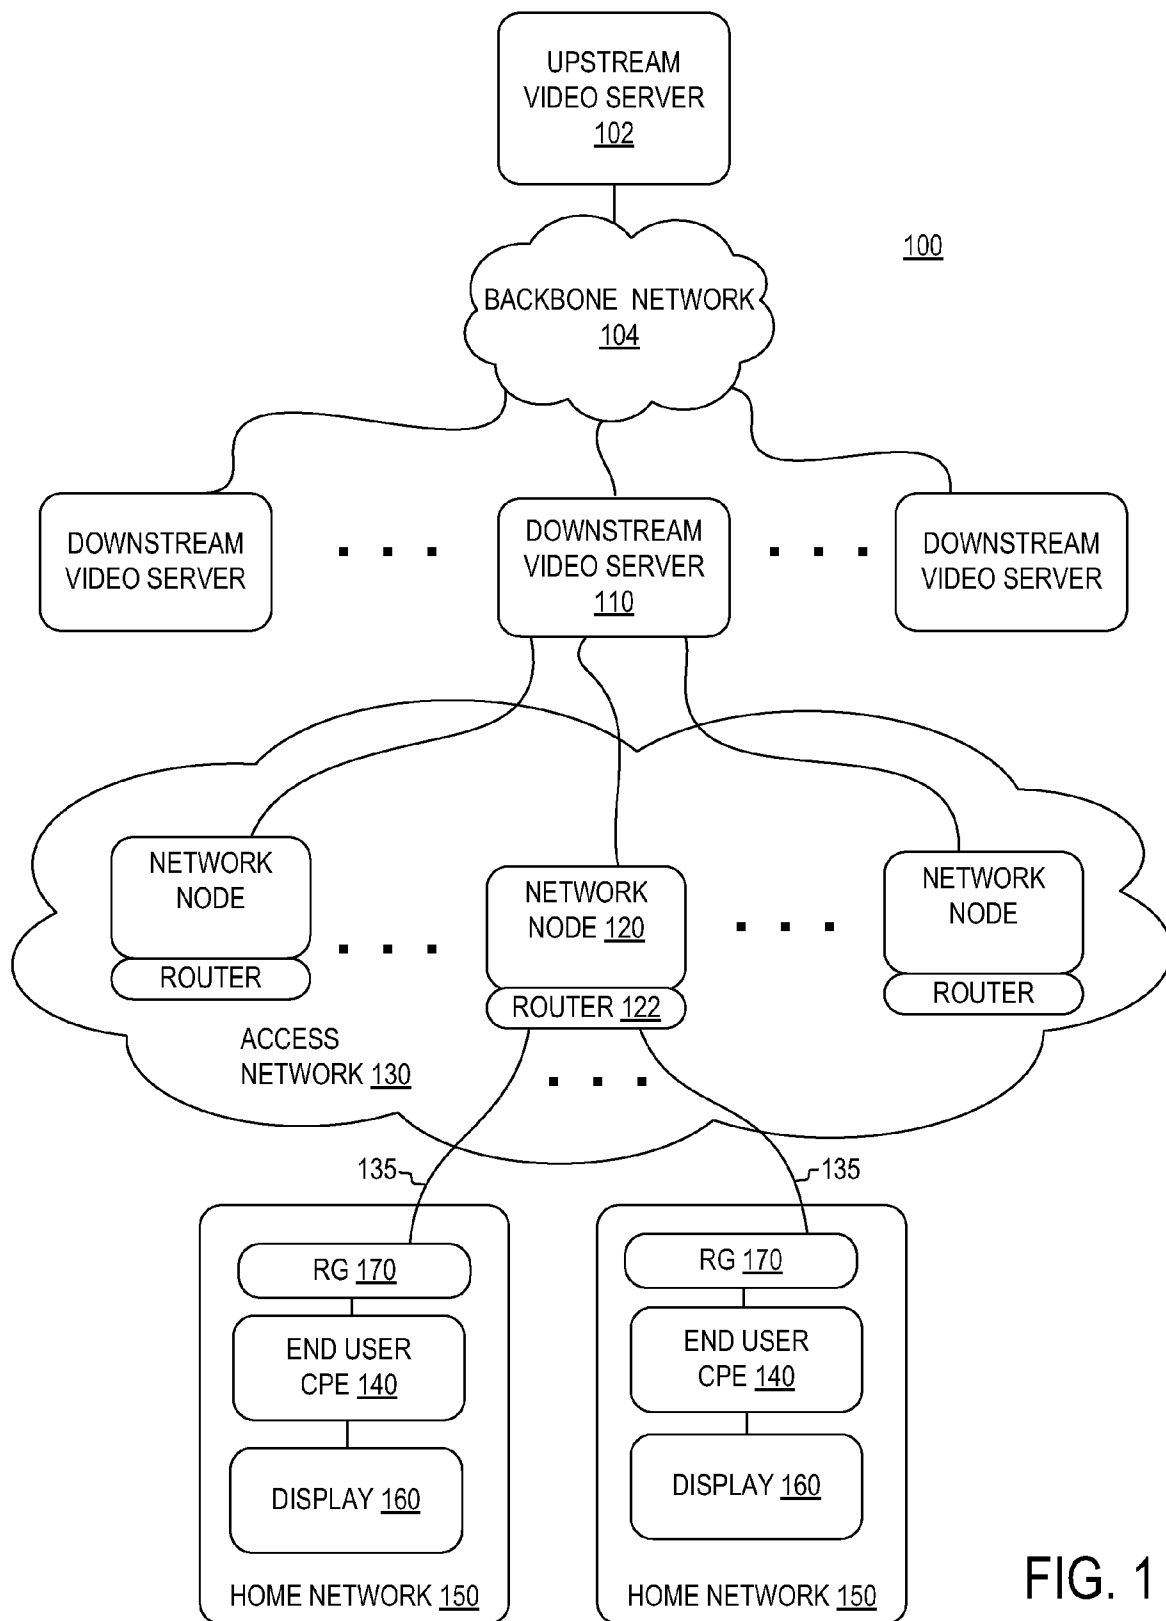 UPSTREAM
VIDEO SERVER
102
100
BACKBONE NETWORK
104
DOWNSTREAM
VIDEO SERVER
DOWNSTREAM
VIDEO SERVER
110
DOWNSTREAM
VIDEO SERVER
NETWORK
NODE
ROUTER
NETWORK
NODE 120
ROUTER 122
NETWORK
NODE
ROUTER
ACCESS
NETWORK 130
135
135
RG 170
END USER
CPE 140
DISPLAY 160
HOME NETWORK 150
RG 170
END USER
CPE 140
DISPLAY 160
HOME NETWORK 150
FIG. 1